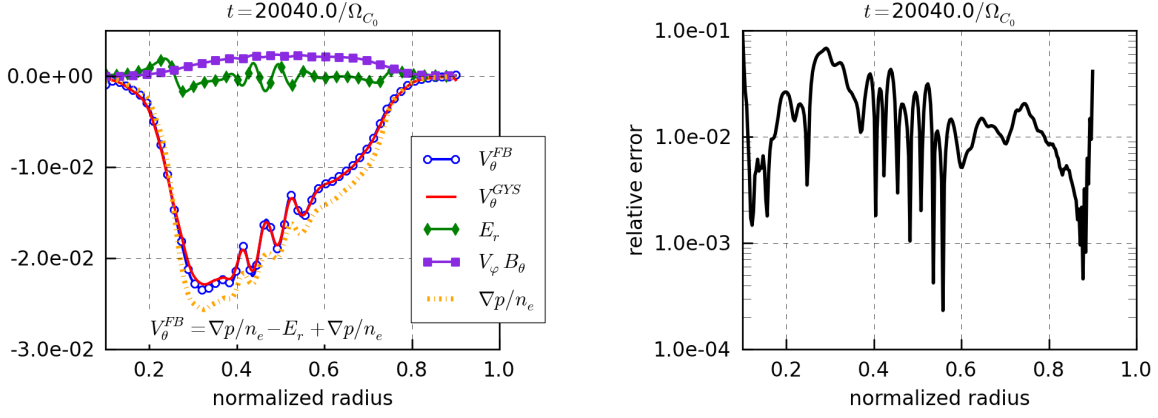 t=20040.0/Ω_{C_0}
0.0e+00
-1.0e-02
-2.0e-02
-3.0e-02
0.2 0.4 0.6 0.8 1.0
normalized radius
V_θ^{FB}
V_θ^{GYS}
E_r
V_φ B_θ
∇p/n_e
V_θ^{FB} = ∇p/n_e − E_r + ∇p/n_e
t=20040.0/Ω_{C_0}
relative error
1.0e-01
1.0e-02
1.0e-03
1.0e-04
0.2 0.4 0.6 0.8 1.0
normalized radius